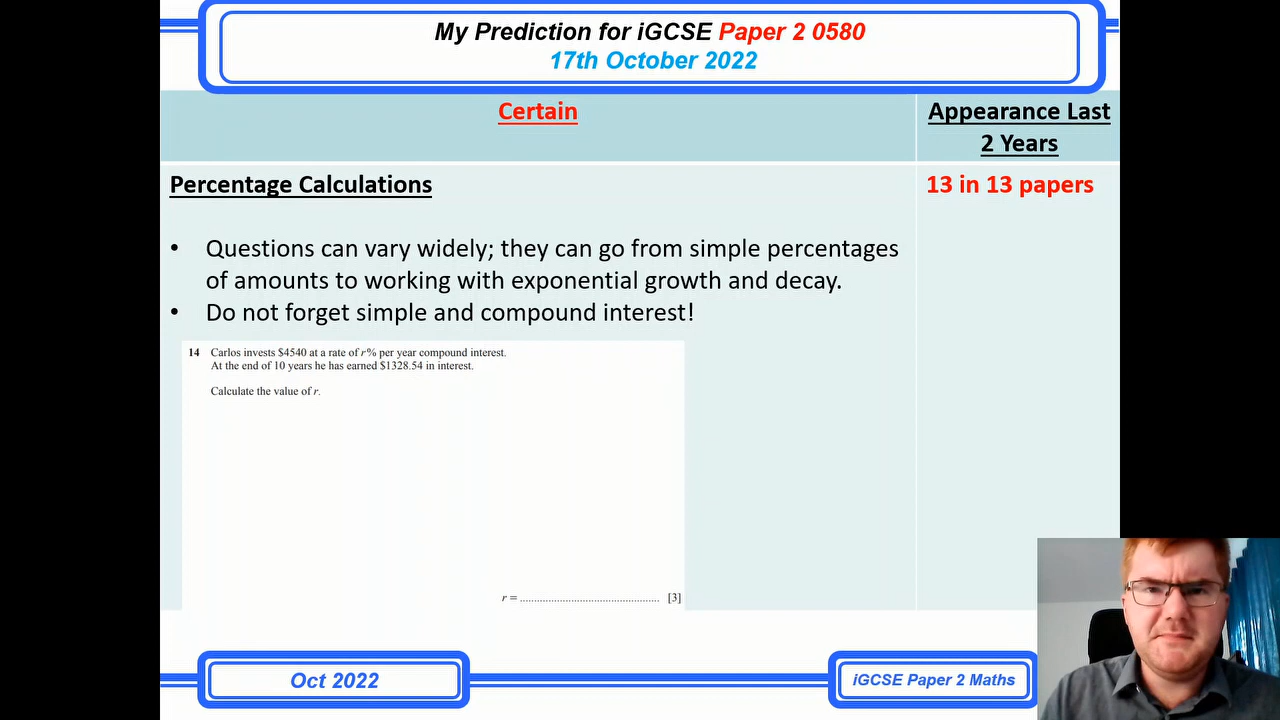 My Prediction for iGCSE Paper 2 0580
17th October 2022
Certain
Appearance Last
2 Years
Percentage Calculations
13 in 13 papers
• Questions can vary widely; they can go from simple percentages
of amounts to working with exponential growth and decay.
• Do not forget simple and compound interest!
14 Carlos invests $4540 at a rate of r% per year compound interest.
At the end of 10 years he has earned $1328.54 in interest.
Calculate the value of r.
r = .................................................. [3]
Oct 2022
iGCSE Paper 2 Maths